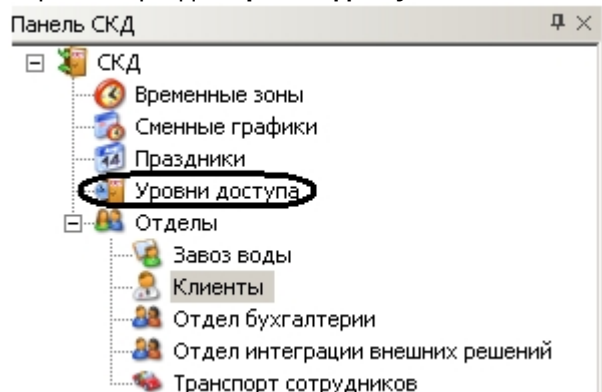 Панель СКД
СКД
Временные зоны
Сменные графики
Праздники
Уровни доступа
Отделы
Завоз воды
Клиенты
Отдел бухгалтерии
Отдел интеграции внешних решений
Транспорт сотрудников